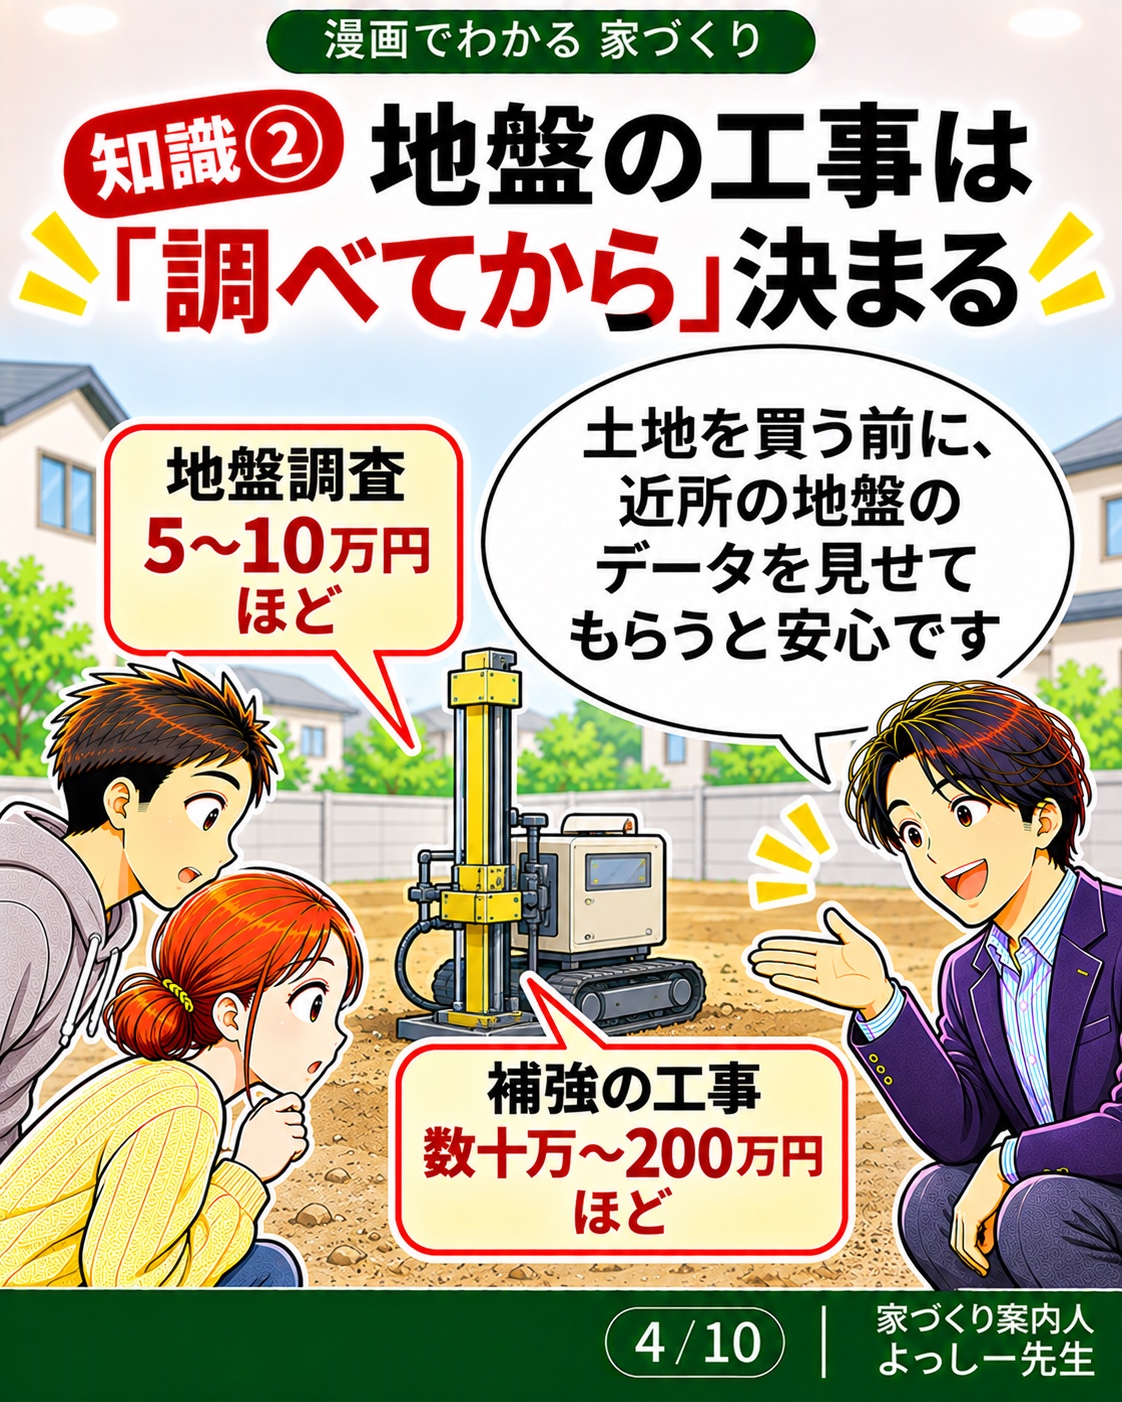 漫画でわかる 家づくり
知識② 地盤の工事は
「調べてから」決まる
土地を買う前に、
近所の地盤の
データを見せて
もらうと安心です
地盤調査
5〜10万円
ほど
補強の工事
数十万〜200万円
ほど
4/10
家づくり案内人
よっしー先生